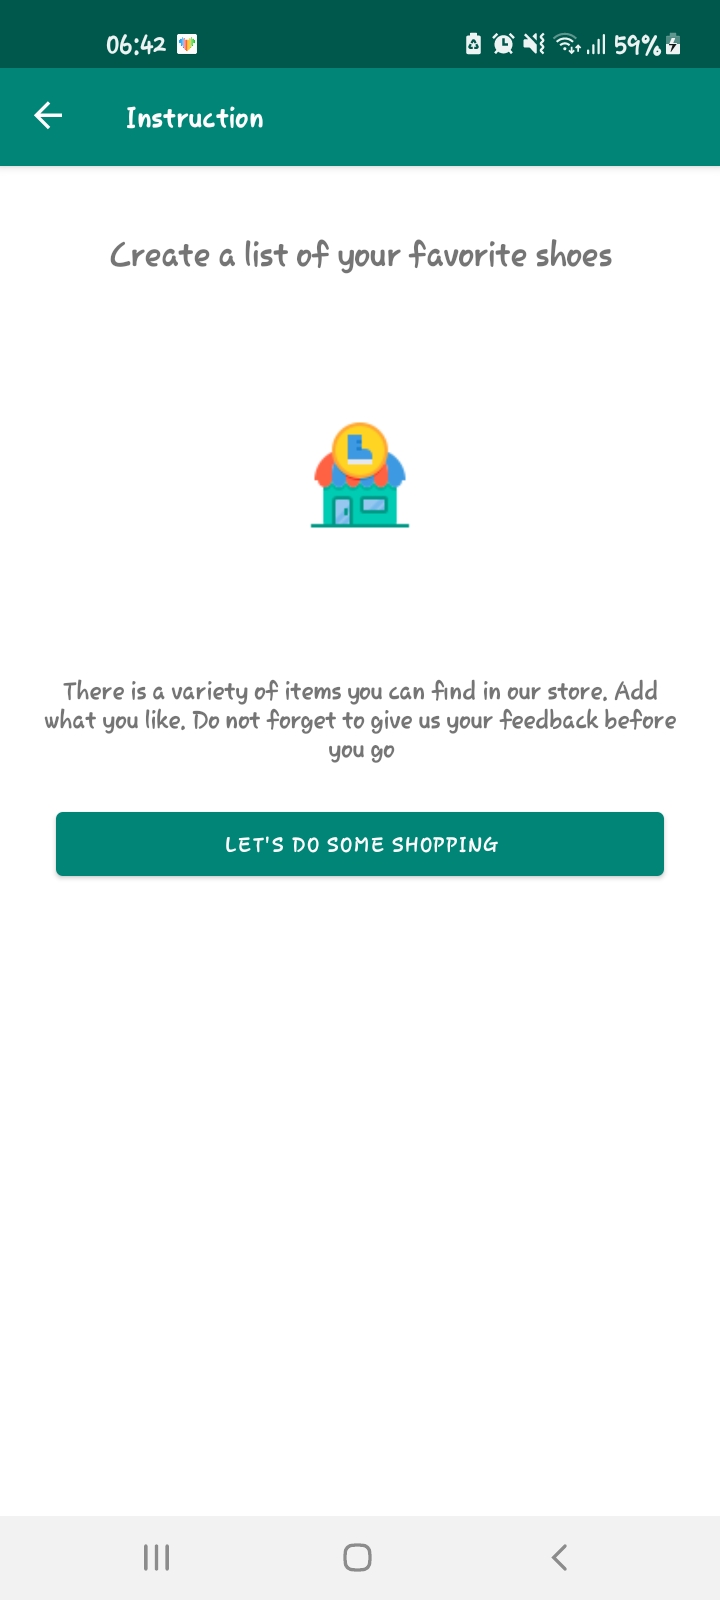 06:42
59%
Instruction
Create a list of your favorite shoes
There is a variety of items you can find in our store. Add
what you like. Do not forget to give us your feedback before
you go
LET'S DO SOME SHOPPING